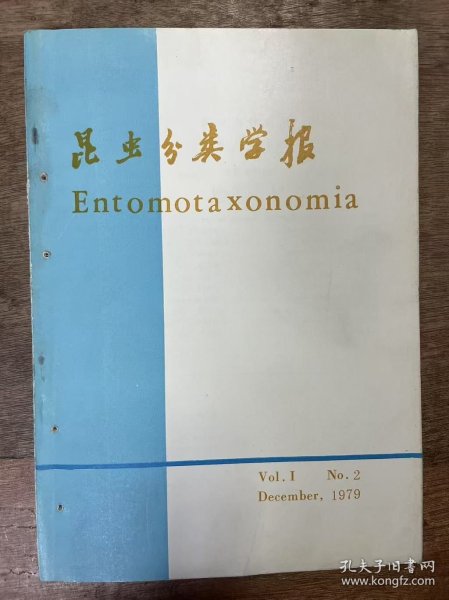 昆虫分类学报
Entomotaxonomia
Vol. I No. 2
December, 1979
孔夫子旧书网
www.kongfz.com